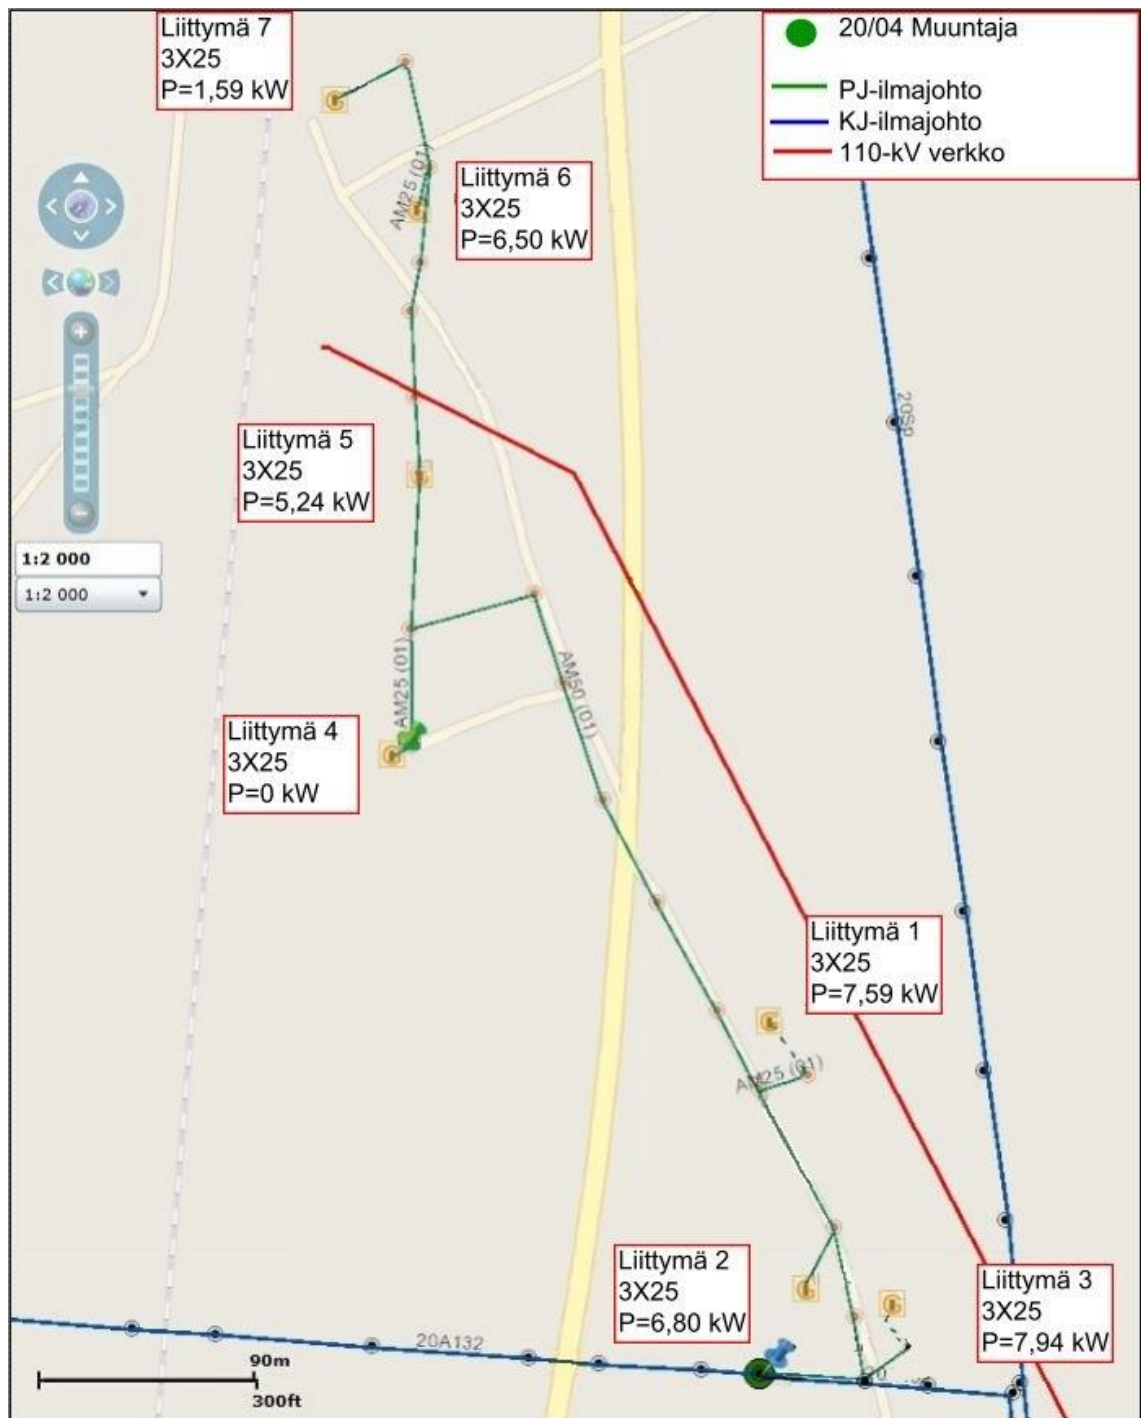 Liittymä 7
3X25
P=1,59 kW
20/04 Muuntaja
PJ-ilmajohto
KJ-ilmajohto
110-kV verkko
AM25 (01)
Liittymä 6
3X25
P=6,50 kW
20Sp
Liittymä 5
3X25
P=5,24 kW
1:2 000
1:2 000
AM25 (01)
AM50 (01)
Liittymä 4
3X25
P=0 kW
Liittymä 1
3X25
P=7,59 kW
AM25 (01)
Liittymä 2
3X25
P=6,80 kW
Liittymä 3
3X25
P=7,94 kW
20A132
90m
300ft